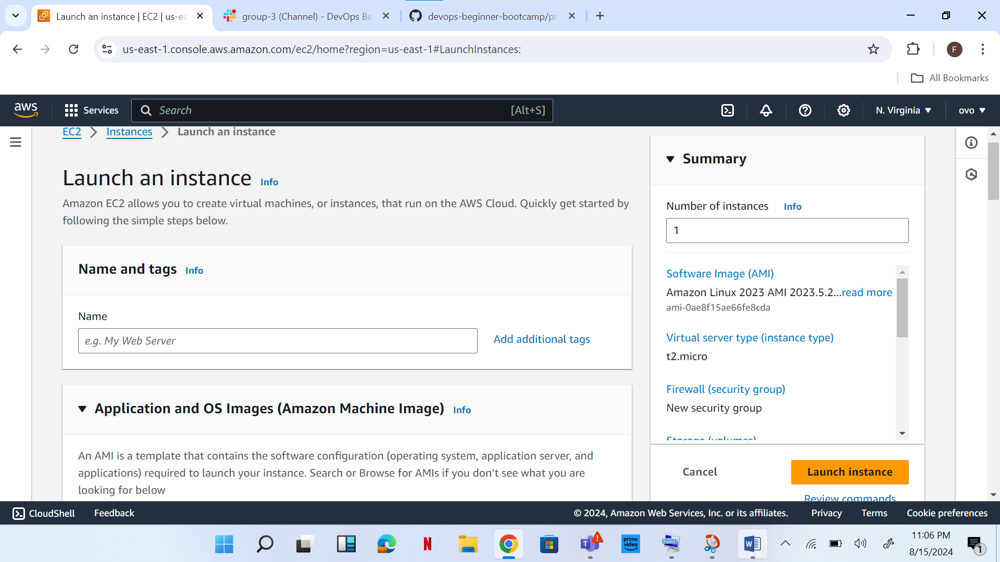 Launch an instance | EC2 | us-ea
group-3 (Channel) - DevOps Be
devops-beginner-bootcamp/pr
us-east-1.console.aws.amazon.com/ec2/home?region=us-east-1#LaunchInstances:
F
All Bookmarks
aws
Services
Search
[Alt+S]
N. Virginia
ovo
EC2
Instances
Launch an instance
Launch an instance Info
Amazon EC2 allows you to create virtual machines, or instances, that run on the AWS Cloud. Quickly get started by
following the simple steps below.
Name and tags Info
Name
e.g. My Web Server
Add additional tags
Application and OS Images (Amazon Machine Image) Info
An AMI is a template that contains the software configuration (operating system, application server, and
applications) required to launch your instance. Search or Browse for AMIs if you don’t see what you are
looking for below
Summary
Number of instances Info
1
Software Image (AMI)
Amazon Linux 2023 AMI 2023.5.2...read more
ami-0ae8f15ae66fe8cda
Virtual server type (instance type)
t2.micro
Firewall (security group)
New security group
Storage (volumes)
Cancel
Launch instance
Review commands
CloudShell
Feedback
© 2024, Amazon Web Services, Inc. or its affiliates.
Privacy
Terms
Cookie preferences
N
T
prime
video
W
11:06 PM
8/15/2024
1